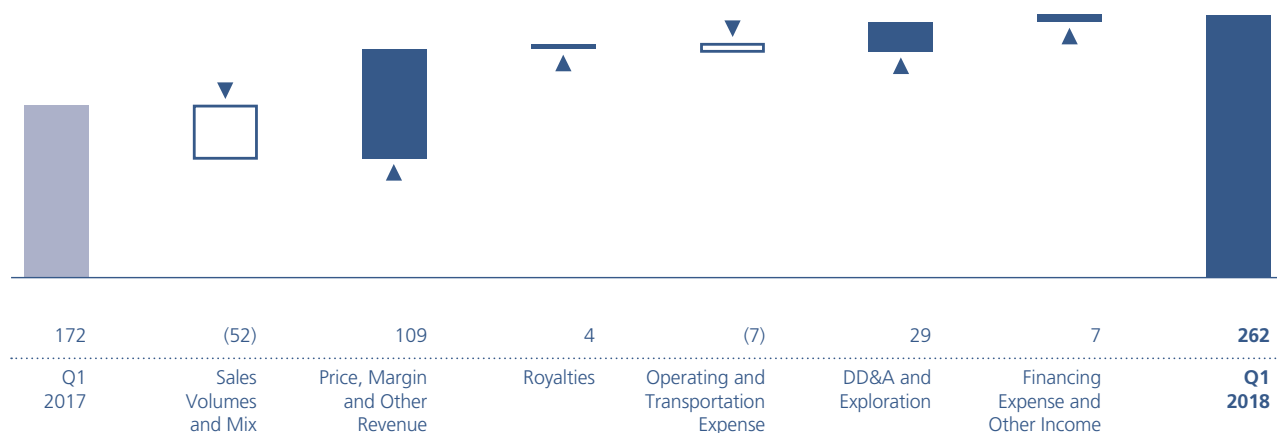 172 (52) 109 4 (7) 29 7 262
Q1 Sales Price, Margin Royalties Operating and DD&A and Financing Q1
2017 Volumes and Other Transportation Exploration Expense and 2018
and Mix Revenue Expense Other Income